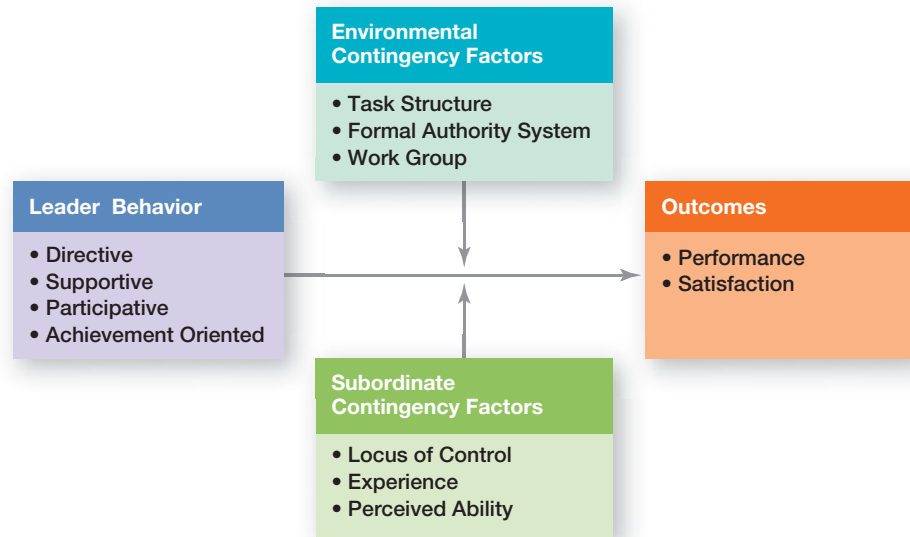 Environmental
Contingency Factors
• Task Structure
• Formal Authority System
• Work Group
Leader Behavior
• Directive
• Supportive
• Participative
• Achievement Oriented
Outcomes
• Performance
• Satisfaction
Subordinate
Contingency Factors
• Locus of Control
• Experience
• Perceived Ability